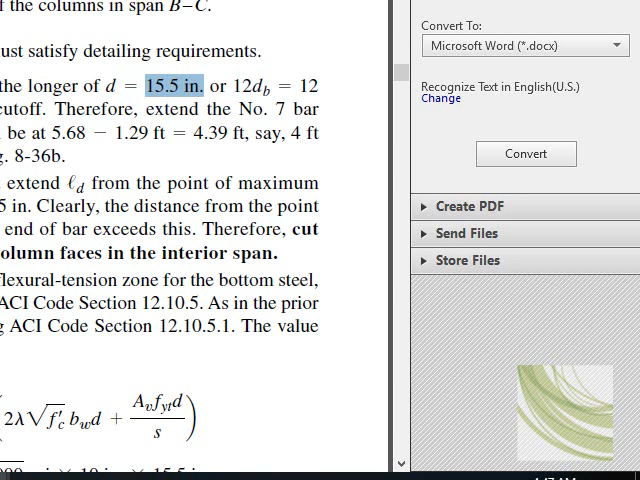 f the columns in span B–C.
ust satisfy detailing requirements.
the longer of d = 15.5 in. or 12d_b = 12
cutoff. Therefore, extend the No. 7 bar
be at 5.68 − 1.29 ft = 4.39 ft, say, 4 ft
g. 8-36b.
extend ℓ_d from the point of maximum
5 in. Clearly, the distance from the point
end of bar exceeds this. Therefore, cut
olumn faces in the interior span.
flexural-tension zone for the bottom steel,
ACI Code Section 12.10.5. As in the prior
g ACI Code Section 12.10.5.1. The value
(2λ√f′_c b_w d + A_v f_yt d / s)
Convert To:
Microsoft Word (*.docx)
Recognize Text in English(U.S.)
Change
Convert
Create PDF
Send Files
Store Files